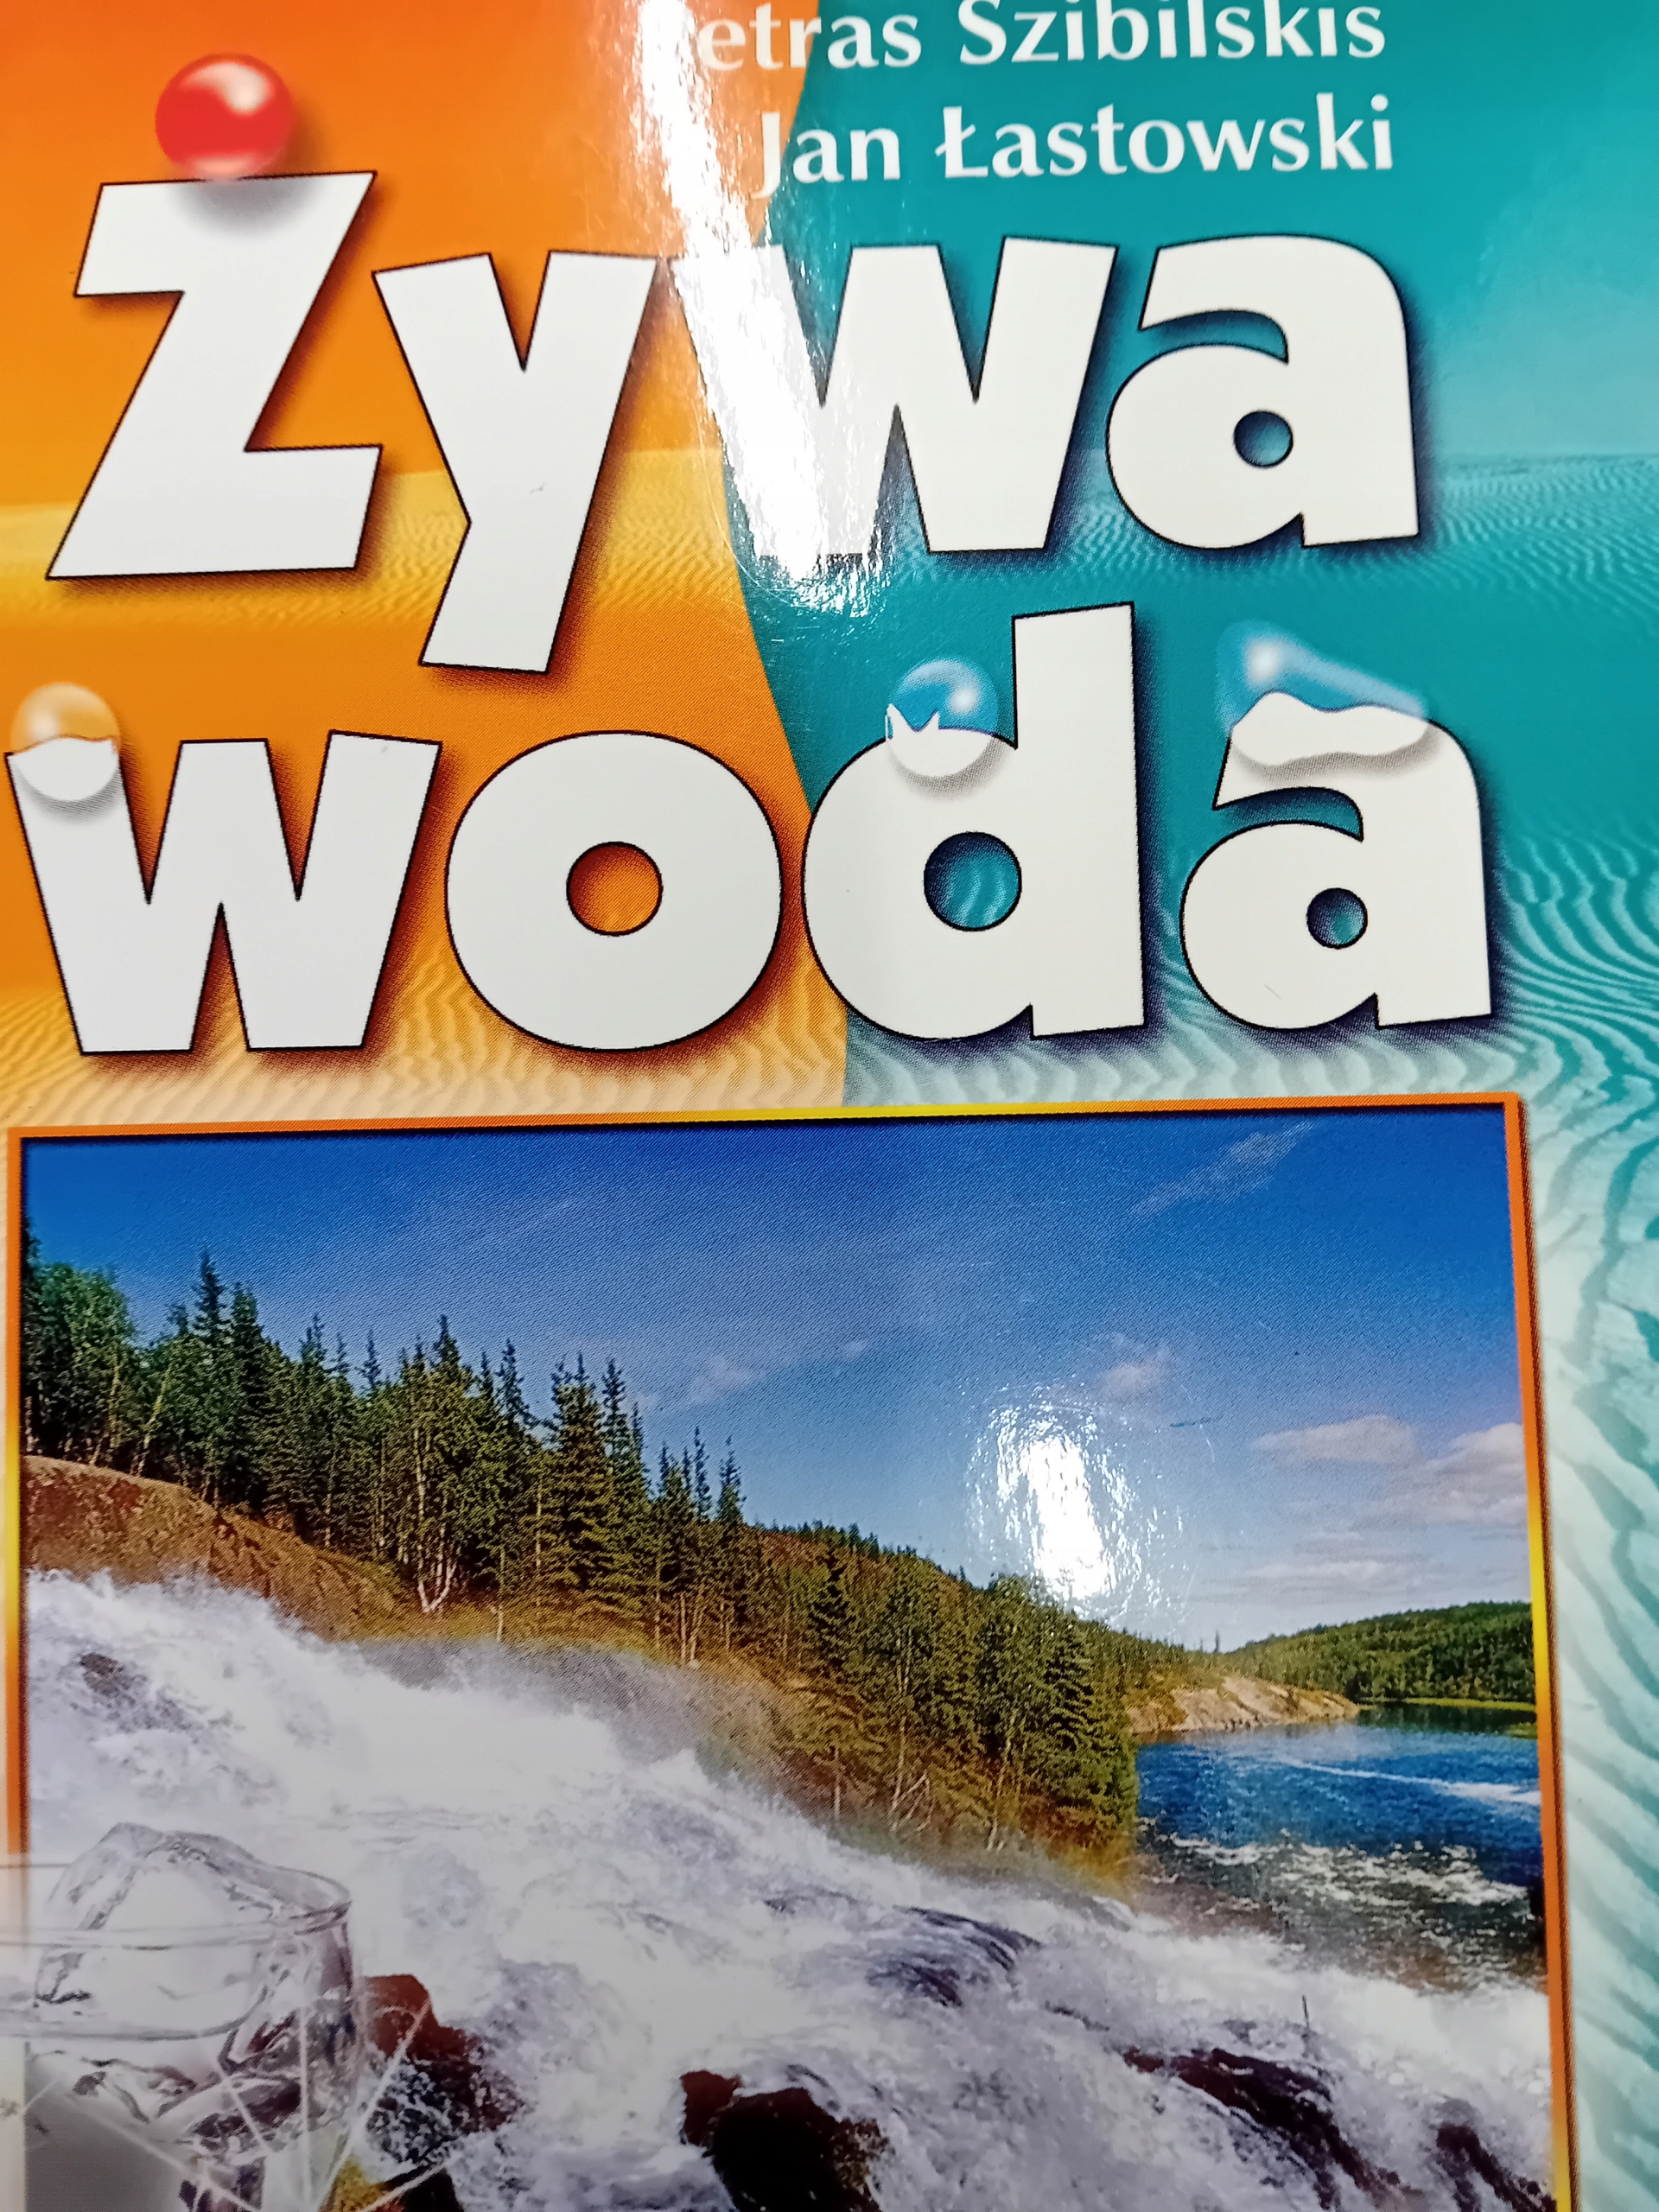 etras Szibilskis
Jan Łastowski
Żywa
woda